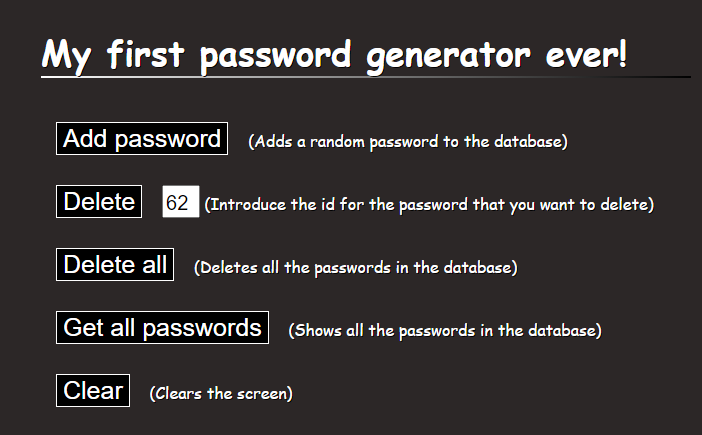 My first password generator ever!
Add password (Adds a random password to the database)
Delete 62 (Introduce the id for the password that you want to delete)
Delete all (Deletes all the passwords in the database)
Get all passwords (Shows all the passwords in the database)
Clear (Clears the screen)